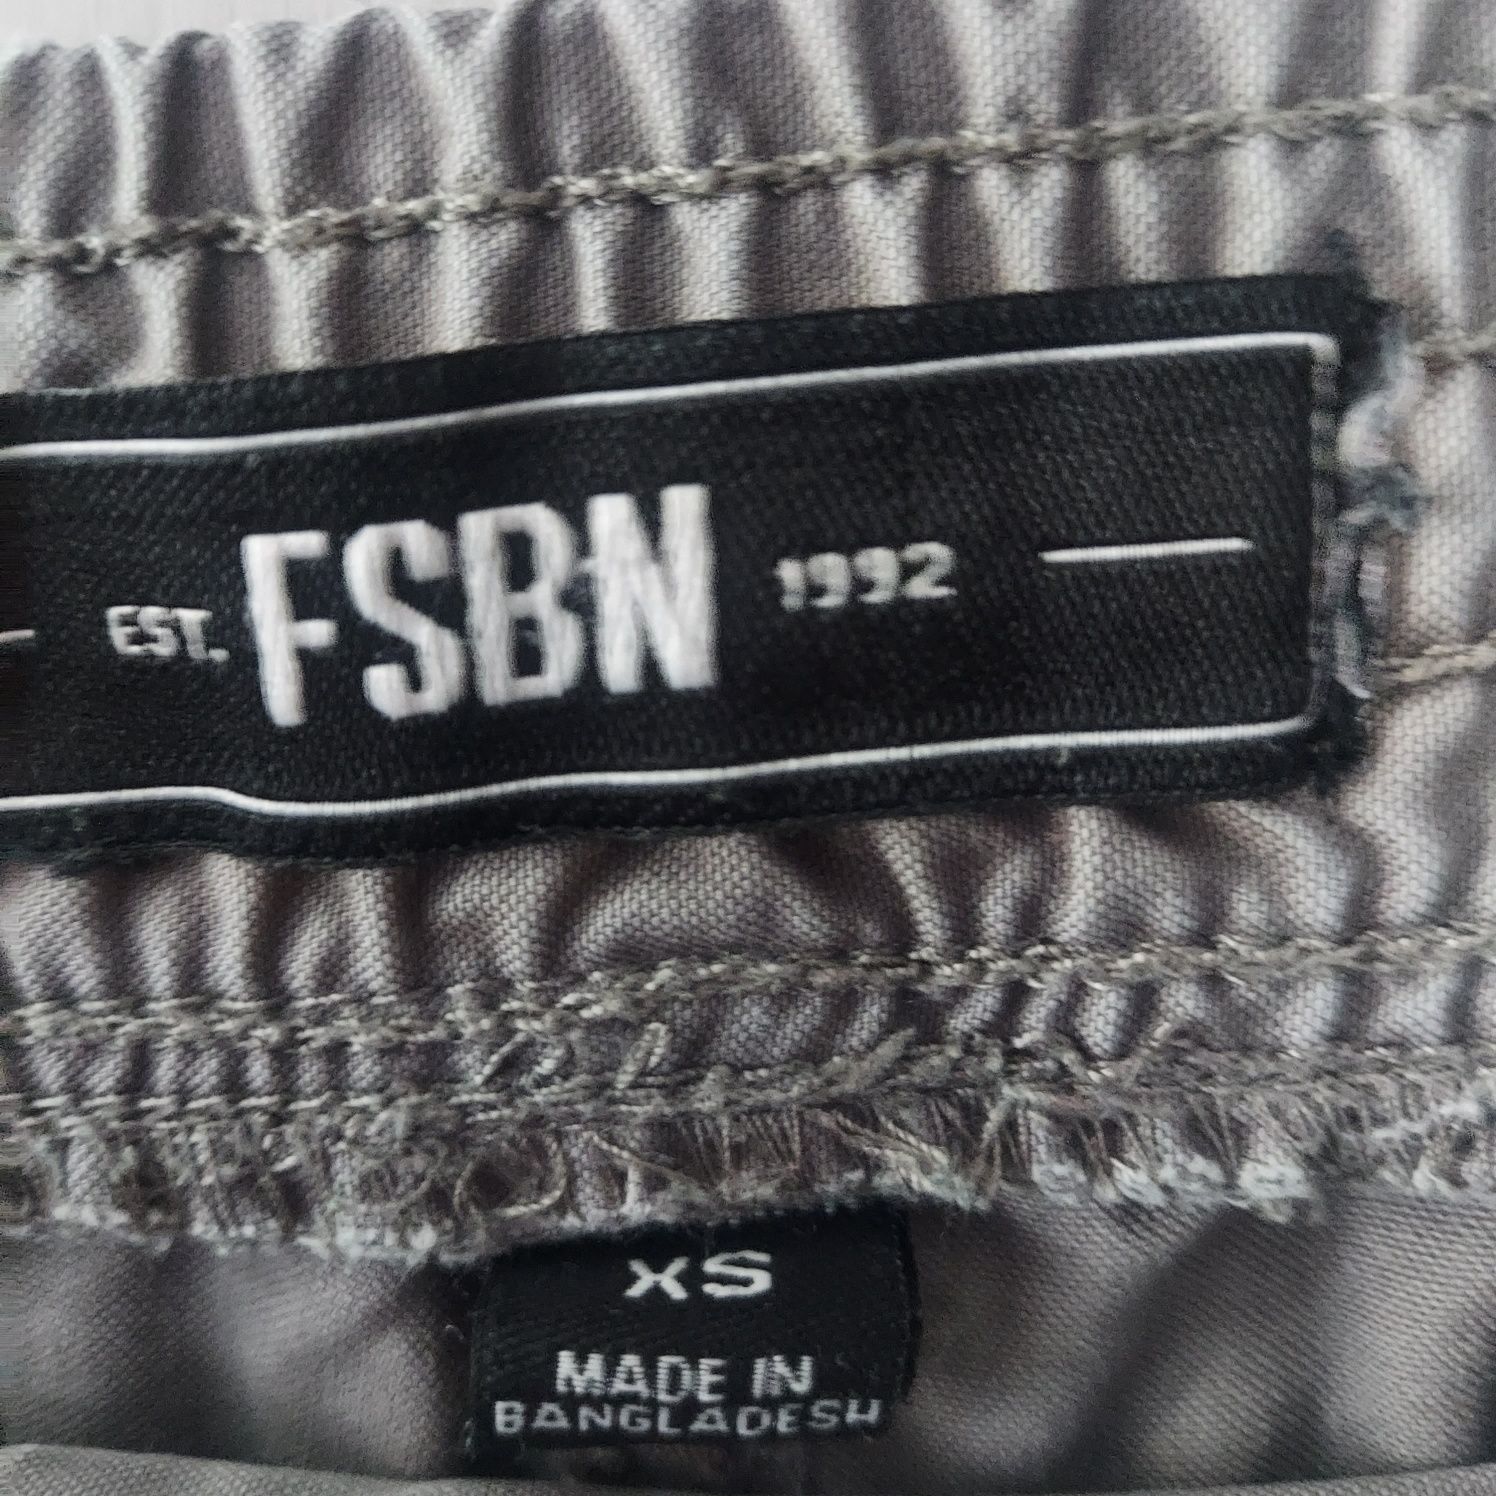 EST. FSBN 1992
XS
MADE IN
BANGLADESH